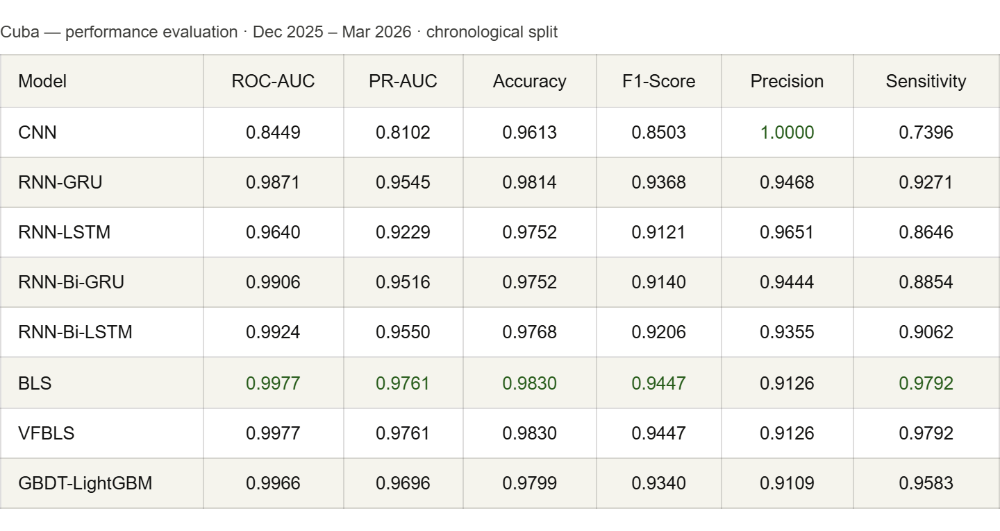 Cuba — performance evaluation · Dec 2025 – Mar 2026 · chronological split
Model ROC-AUC PR-AUC Accuracy F1-Score Precision Sensitivity
CNN 0.8449 0.8102 0.9613 0.8503 1.0000 0.7396
RNN-GRU 0.9871 0.9545 0.9814 0.9368 0.9468 0.9271
RNN-LSTM 0.9640 0.9229 0.9752 0.9121 0.9651 0.8646
RNN-Bi-GRU 0.9906 0.9516 0.9752 0.9140 0.9444 0.8854
RNN-Bi-LSTM 0.9924 0.9550 0.9768 0.9206 0.9355 0.9062
BLS 0.9977 0.9761 0.9830 0.9447 0.9126 0.9792
VFBLS 0.9977 0.9761 0.9830 0.9447 0.9126 0.9792
GBDT-LightGBM 0.9966 0.9696 0.9799 0.9340 0.9109 0.9583